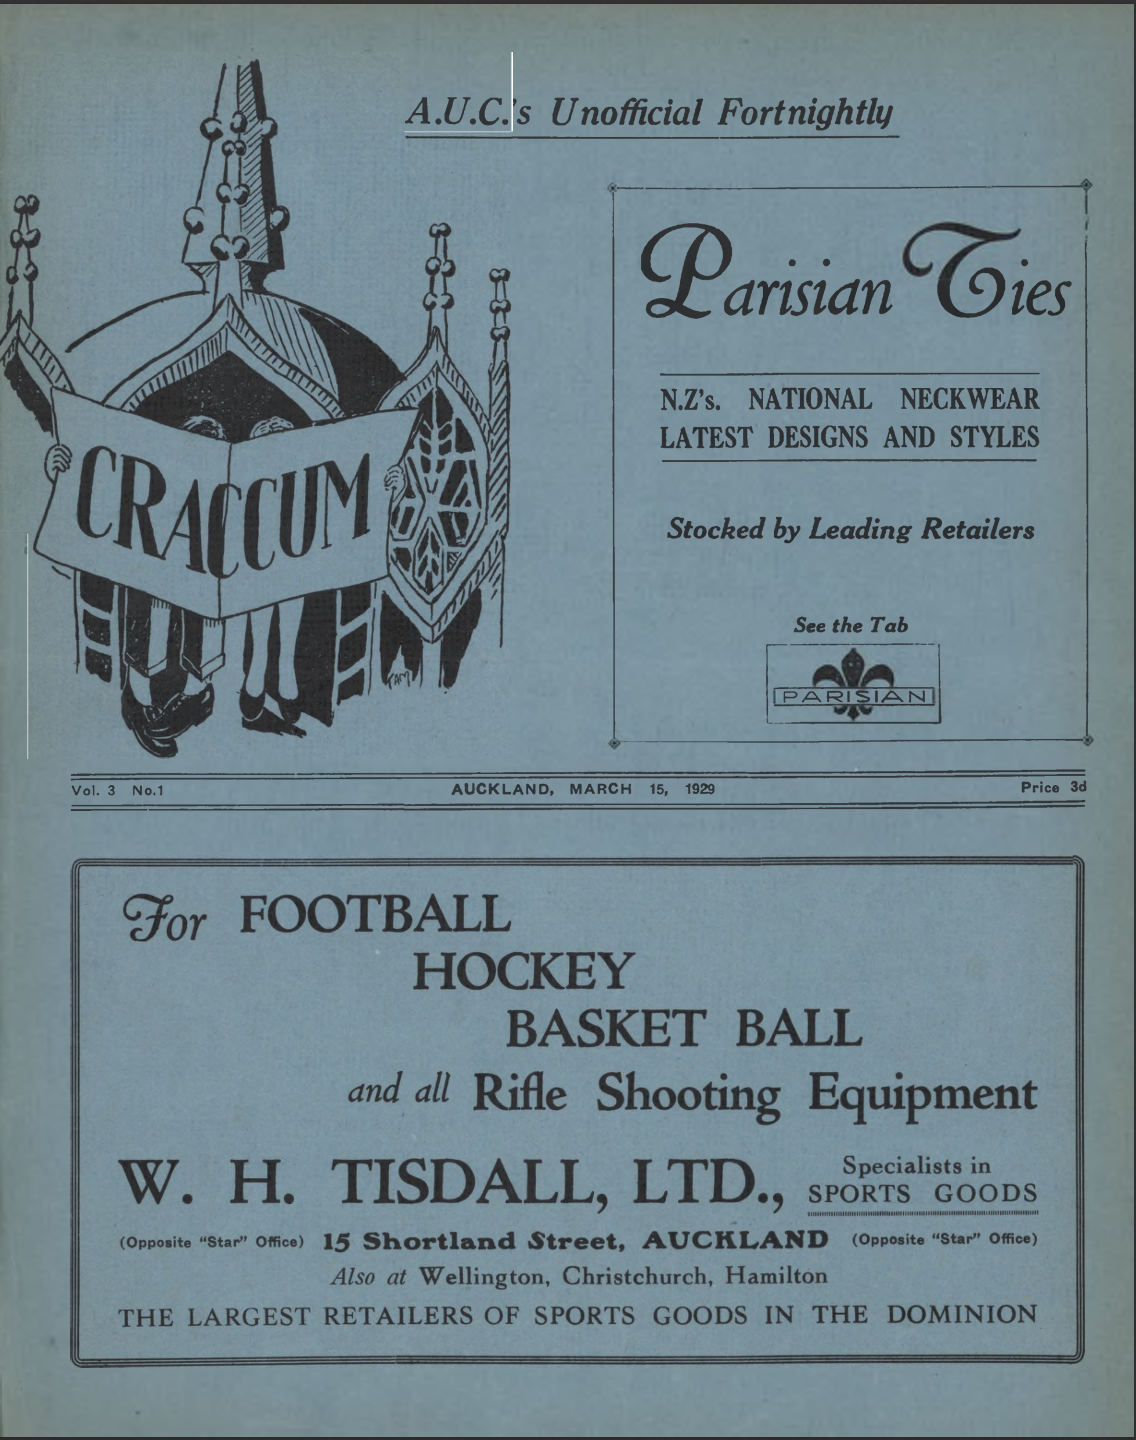 A.U.C.'s Unofficial Fortnightly
CRACCUM
Parisian Ties
N.Z's. NATIONAL NECKWEAR
LATEST DESIGNS AND STYLES
Stocked by Leading Retailers
See the Tab
PARISIAN
Vol. 3 No.1 AUCKLAND, MARCH 15, 1929 Price 3d
For FOOTBALL
HOCKEY
BASKET BALL
and all Rifle Shooting Equipment
W. H. TISDALL, LTD., Specialists in
SPORTS GOODS
(Opposite "Star" Office) 15 Shortland Street, AUCKLAND (Opposite "Star" Office)
Also at Wellington, Christchurch, Hamilton
THE LARGEST RETAILERS OF SPORTS GOODS IN THE DOMINION